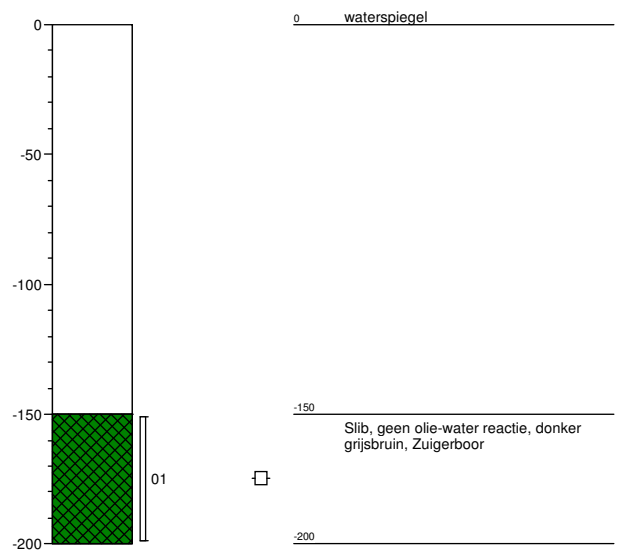 0
0 waterspiegel
-50
-100
-150
-150
Slib, geen olie-water reactie, donker
grijsbruin, Zuigerboor
01
-200
-200